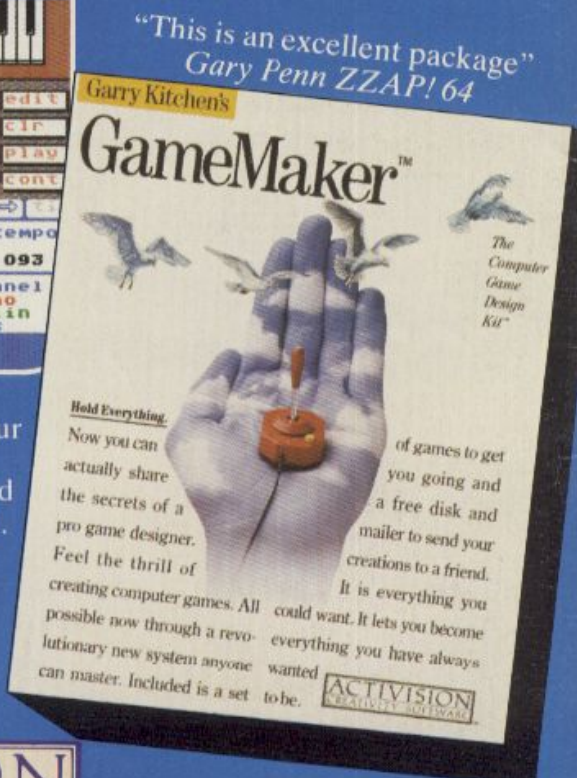 "This is an excellent package"
Gary Penn ZZAP! 64
edit
clr
play
cont
tempo
093
Garry Kitchen's
GameMaker™
The
Computer
Game
Design
Kit™
Hold Everything.
Now you can
actually share
the secrets of a
pro game designer.
Feel the thrill of
creating computer games. All
possible now through a revo-
lutionary new system anyone
can master. Included is a set
of games to get
you going and
a free disk and
mailer to send your
creations to a friend.
It is everything you
could want. It lets you become
everything you have always
wanted
to be.
ACTIVISION
CREATIVITY SOFTWARE